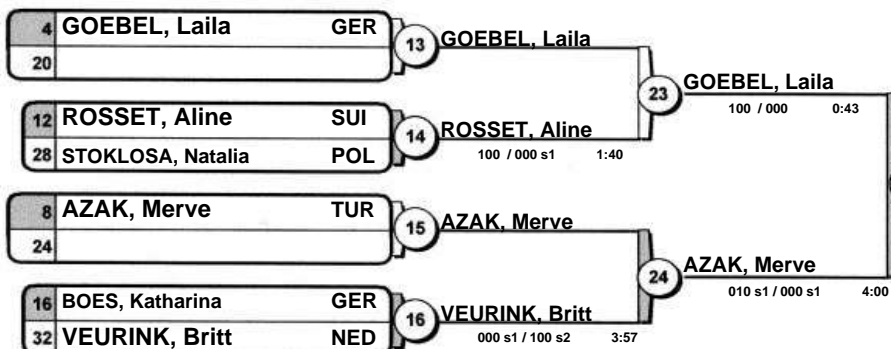 4 GOEBEL, Laila GER
20
13 GOEBEL, Laila
12 ROSSET, Aline SUI
28 STOKLOSA, Natalia POL
14 ROSSET, Aline
100 / 000 s1 1:40
23 GOEBEL, Laila
100 / 000 0:43
8 AZAK, Merve TUR
24
15 AZAK, Merve
16 BOES, Katharina GER
32 VEURINK, Britt NED
16 VEURINK, Britt
000 s1 / 100 s2 3:57
24 AZAK, Merve
010 s1 / 000 s1 4:00